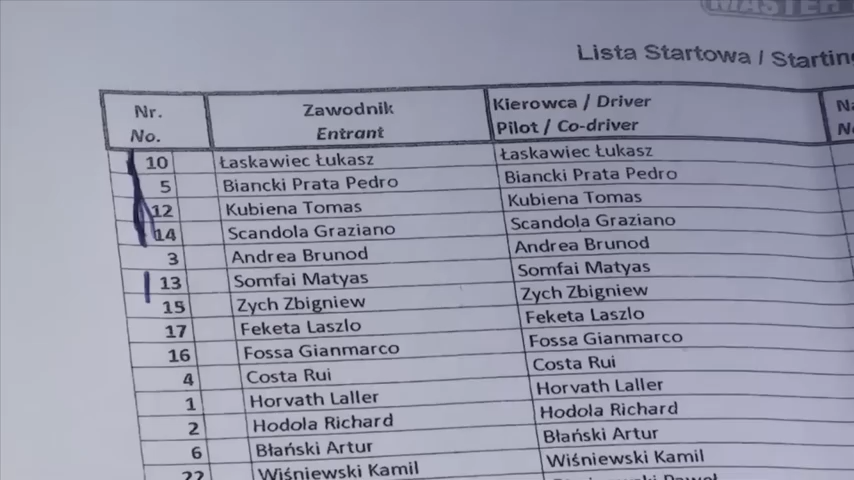 MASTER
Lista Startowa / Starting
Nr. Zawodnik Kierowca / Driver
No. Entrant Pilot / Co-driver
10 Łaskawiec Łukasz Łaskawiec Łukasz
5 Biancki Prata Pedro Biancki Prata Pedro
12 Kubiena Tomas Kubiena Tomas
14 Scandola Graziano Scandola Graziano
3 Andrea Brunod Andrea Brunod
13 Somfai Matyas Somfai Matyas
15 Zych Zbigniew Zych Zbigniew
17 Feketa Laszlo Feketa Laszlo
16 Fossa Gianmarco Fossa Gianmarco
4 Costa Rui Costa Rui
1 Horvath Laller Horvath Laller
2 Hodola Richard Hodola Richard
6 Błański Artur Błański Artur
22 Wiśniewski Kamil Wiśniewski Kamil